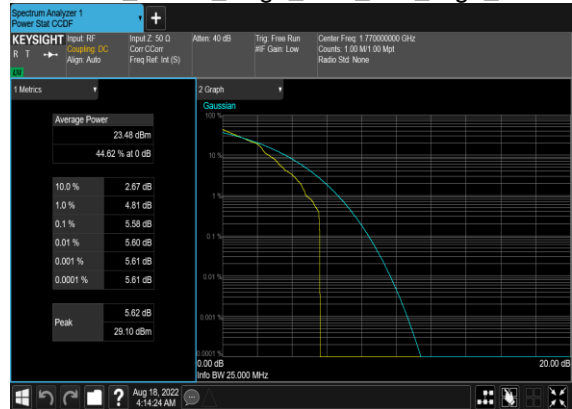 Spectrum Analyzer 1
Power Stat CCDF
KEYSIGHT
R T
Input: RF
Coupling: DC
Align: Auto
Input Z: 50 Ω
Corr CCorr
Freq Ref: Int (S)
Atten: 40 dB
Trig: Free Run
#IF Gain: Low
Center Freq: 1.770000000 GHz
Counts: 1.00 M/1.00 Mpt
Radio Std: None
1 Metrics
Average Power
23.48 dBm
44.62 % at 0 dB
10.0 % 2.67 dB
1.0 % 4.81 dB
0.1 % 5.58 dB
0.01 % 5.60 dB
0.001 % 5.61 dB
0.0001 % 5.61 dB
Peak 5.62 dB
29.10 dBm
2 Graph
Gaussian
100 %
10 %
1 %
0.1 %
0.01 %
0.001 %
0.0001 %
0.00 dB 20.00 dB
Info BW 25.000 MHz
?
Aug 18, 2022
4:14:24 AM